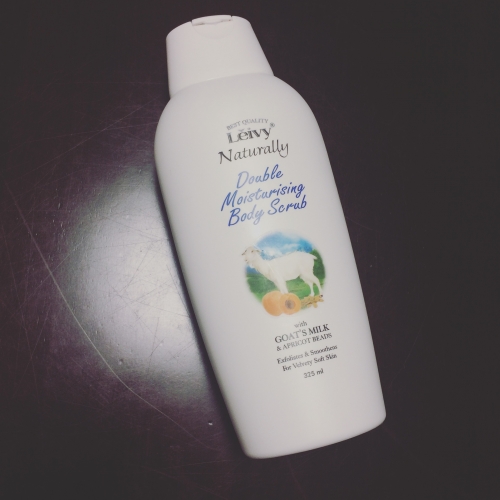 BEST QUALITY
Leivy®
Naturally
Double
Moisturising
Body Scrub
with
GOAT'S MILK
& APRICOT BEADS
Exfoliates & Smoothens
For Velvety Soft Skin
325 ml